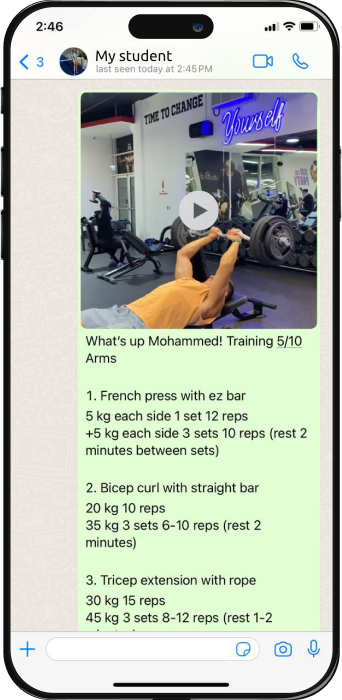 2:46
3
My student
last seen today at 2:45 PM
TIME TO CHANGE
Yourself
What's up Mohammed! Training 5/10
Arms
1. French press with ez bar
5 kg each side 1 set 12 reps
+5 kg each side 3 sets 10 reps (rest 2
minutes between sets)
2. Bicep curl with straight bar
20 kg 10 reps
35 kg 3 sets 6-10 reps (rest 2
minutes)
3. Tricep extension with rope
30 kg 15 reps
45 kg 3 sets 8-12 reps (rest 1-2